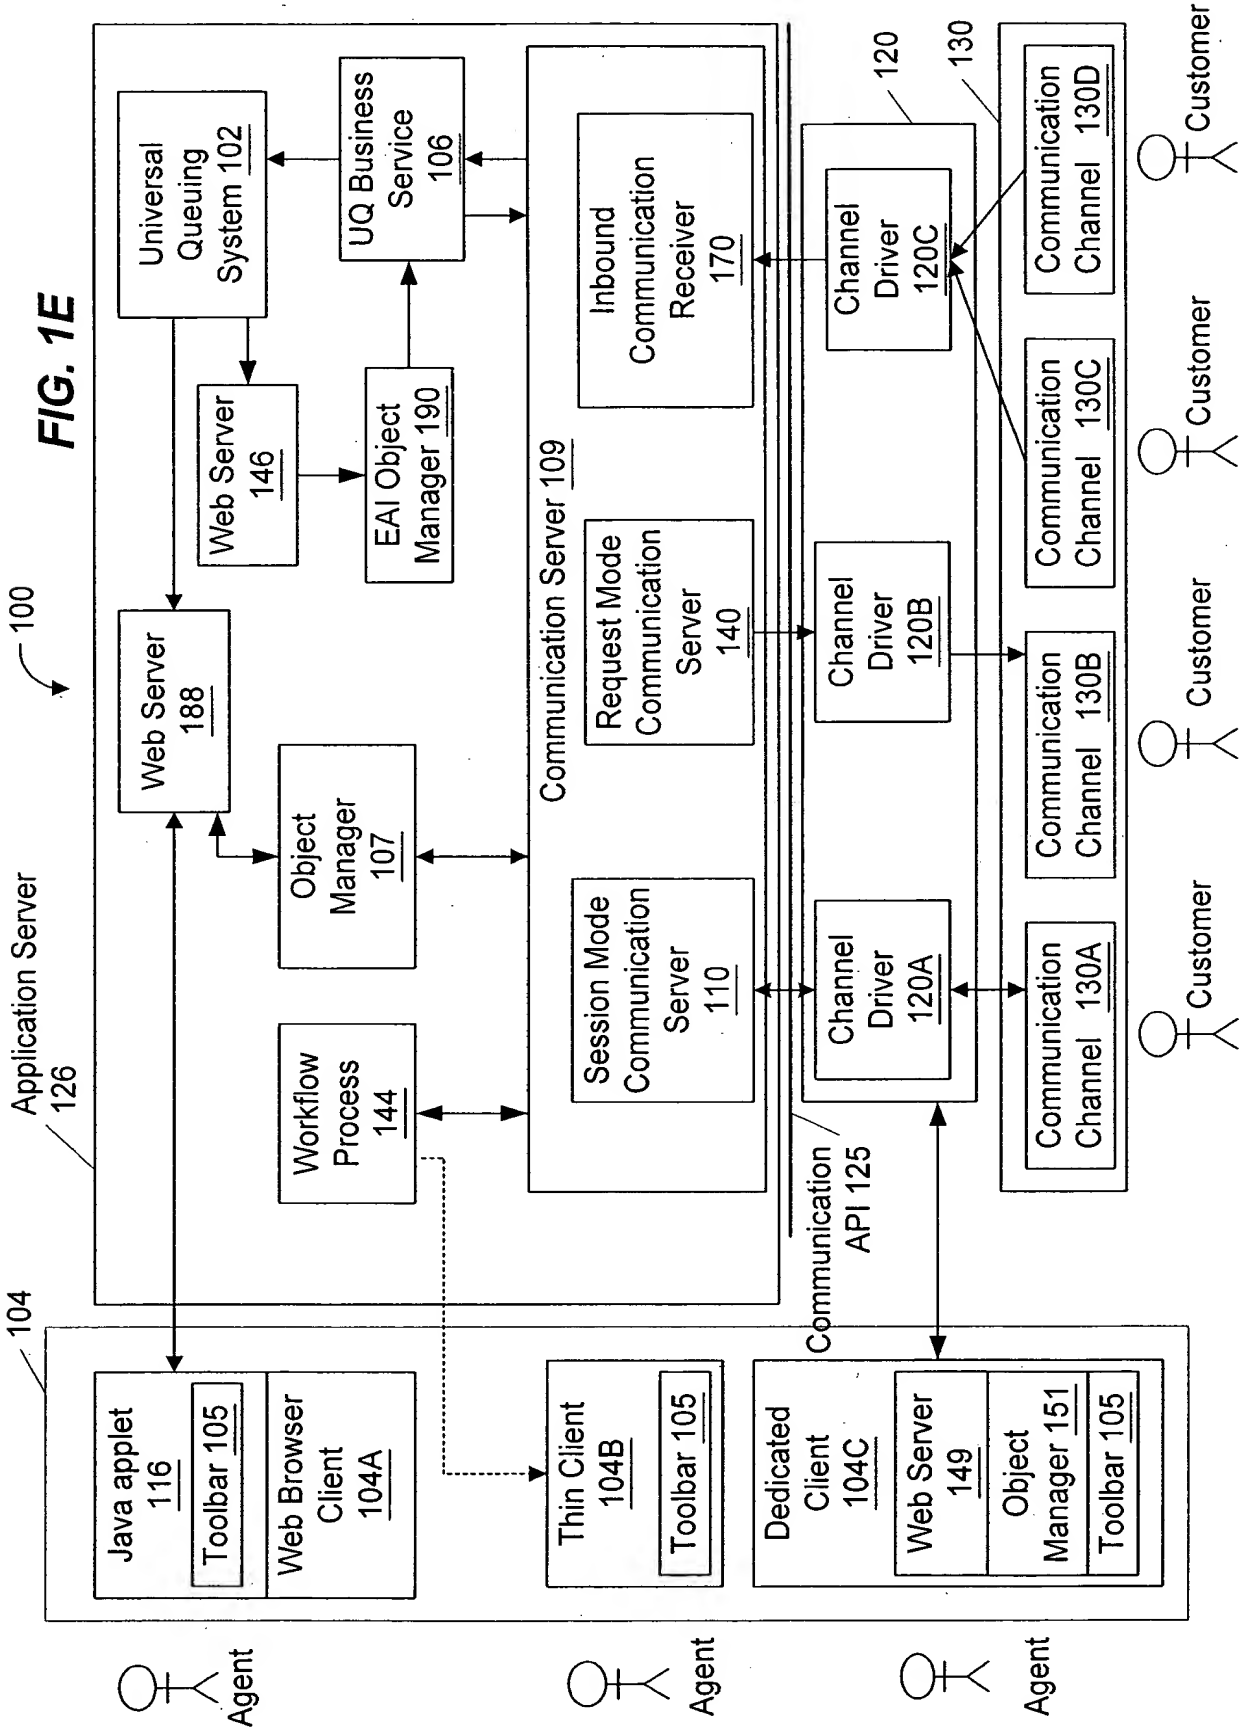 FIG. 1E
100
Application Server
126
104
Java applet
116
Toolbar 105
Web Browser
Client
104A
Agent
Thin Client
104B
Toolbar 105
Agent
Dedicated
Client
104C
Web Server
149
Object
Manager 151
Toolbar 105
Agent
Web Server
188
Universal
Queuing
System 102
Web Server
146
EAI Object
Manager 190
UQ Business
Service
106
Workflow
Process
144
Object
Manager
107
Communication Server 109
Session Mode
Communication
Server
110
Request Mode
Communication
Server
140
Inbound
Communication
Receiver
170
Communication
API 125
120
Channel
Driver
120A
Channel
Driver
120B
Channel
Driver
120C
130
Communication
Channel 130A
Communication
Channel 130B
Communication
Channel 130C
Communication
Channel 130D
Customer
Customer
Customer
Customer